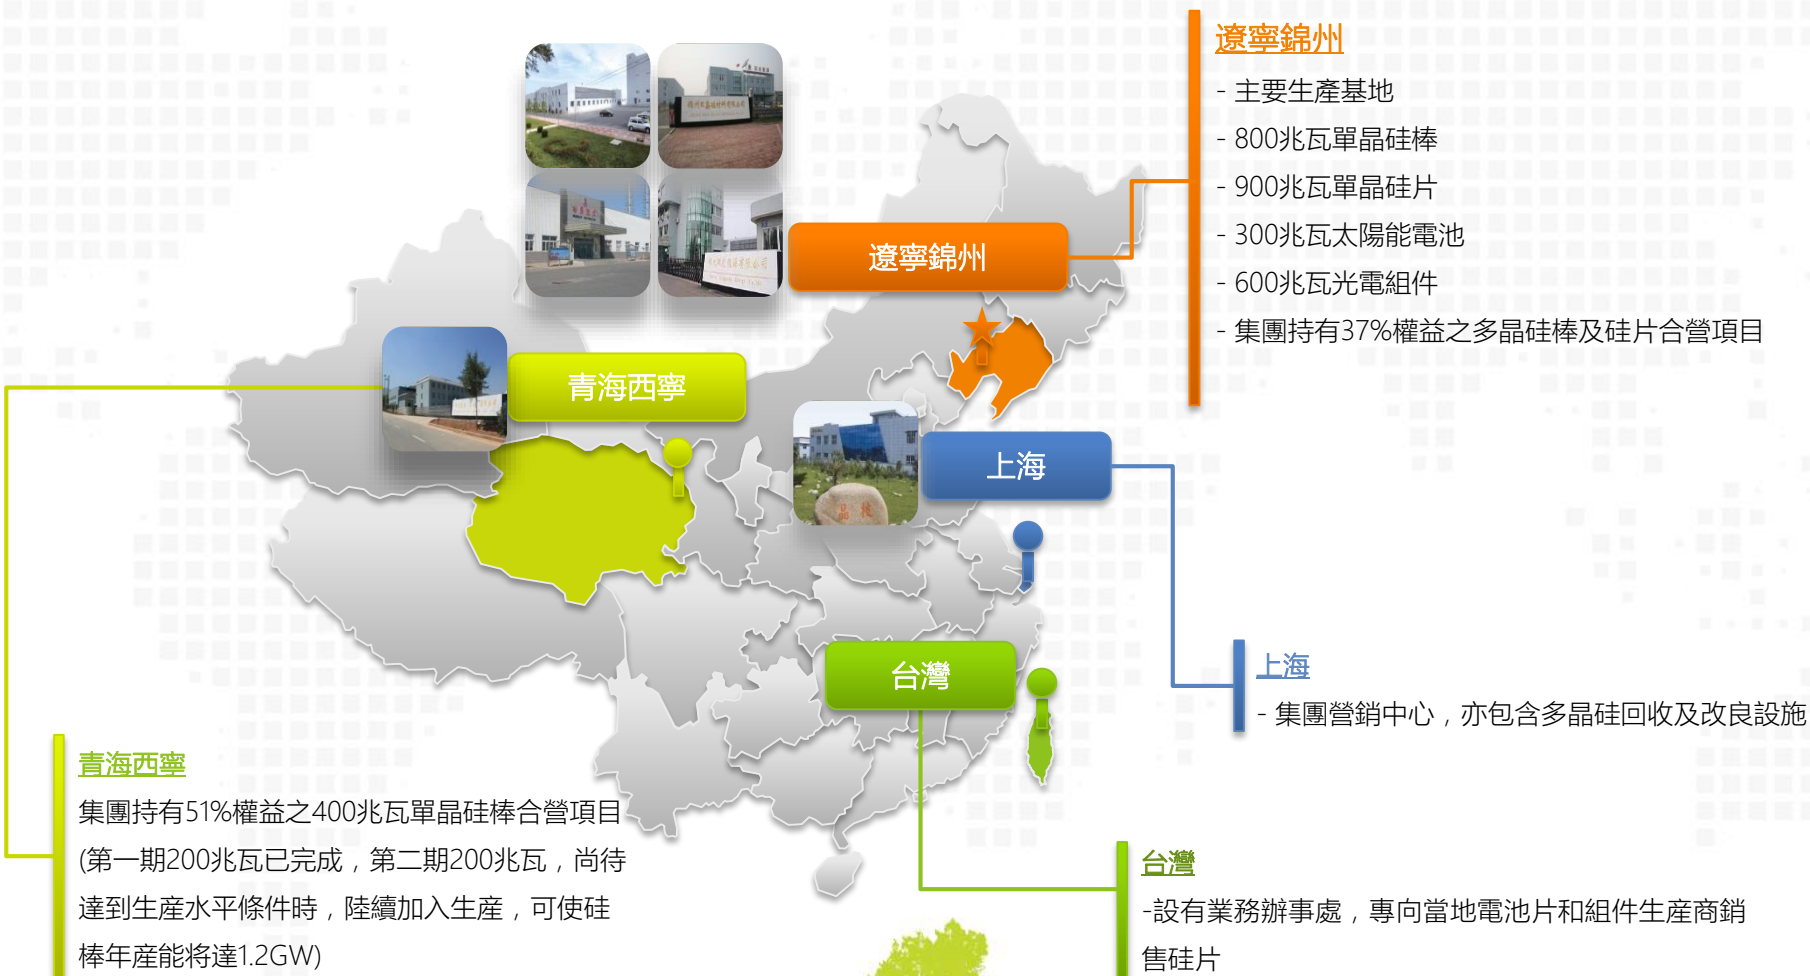 遼寧錦州
- 主要生產基地
- 800兆瓦單晶硅棒
- 900兆瓦單晶硅片
- 300兆瓦太陽能電池
- 600兆瓦光電組件
- 集團持有37%權益之多晶硅棒及硅片合營項目
遼寧錦州
青海西寧
上海
晶技
台灣
上海
- 集團營銷中心，亦包含多晶硅回收及改良設施
青海西寧
集團持有51%權益之400兆瓦單晶硅棒合營項目
(第一期200兆瓦已完成，第二期200兆瓦，尚待
達到生産水平條件時，陸續加入生産，可使硅
棒年産能将達1.2GW)
台灣
-設有業務辦事處，專向當地電池片和組件生産商銷
售硅片